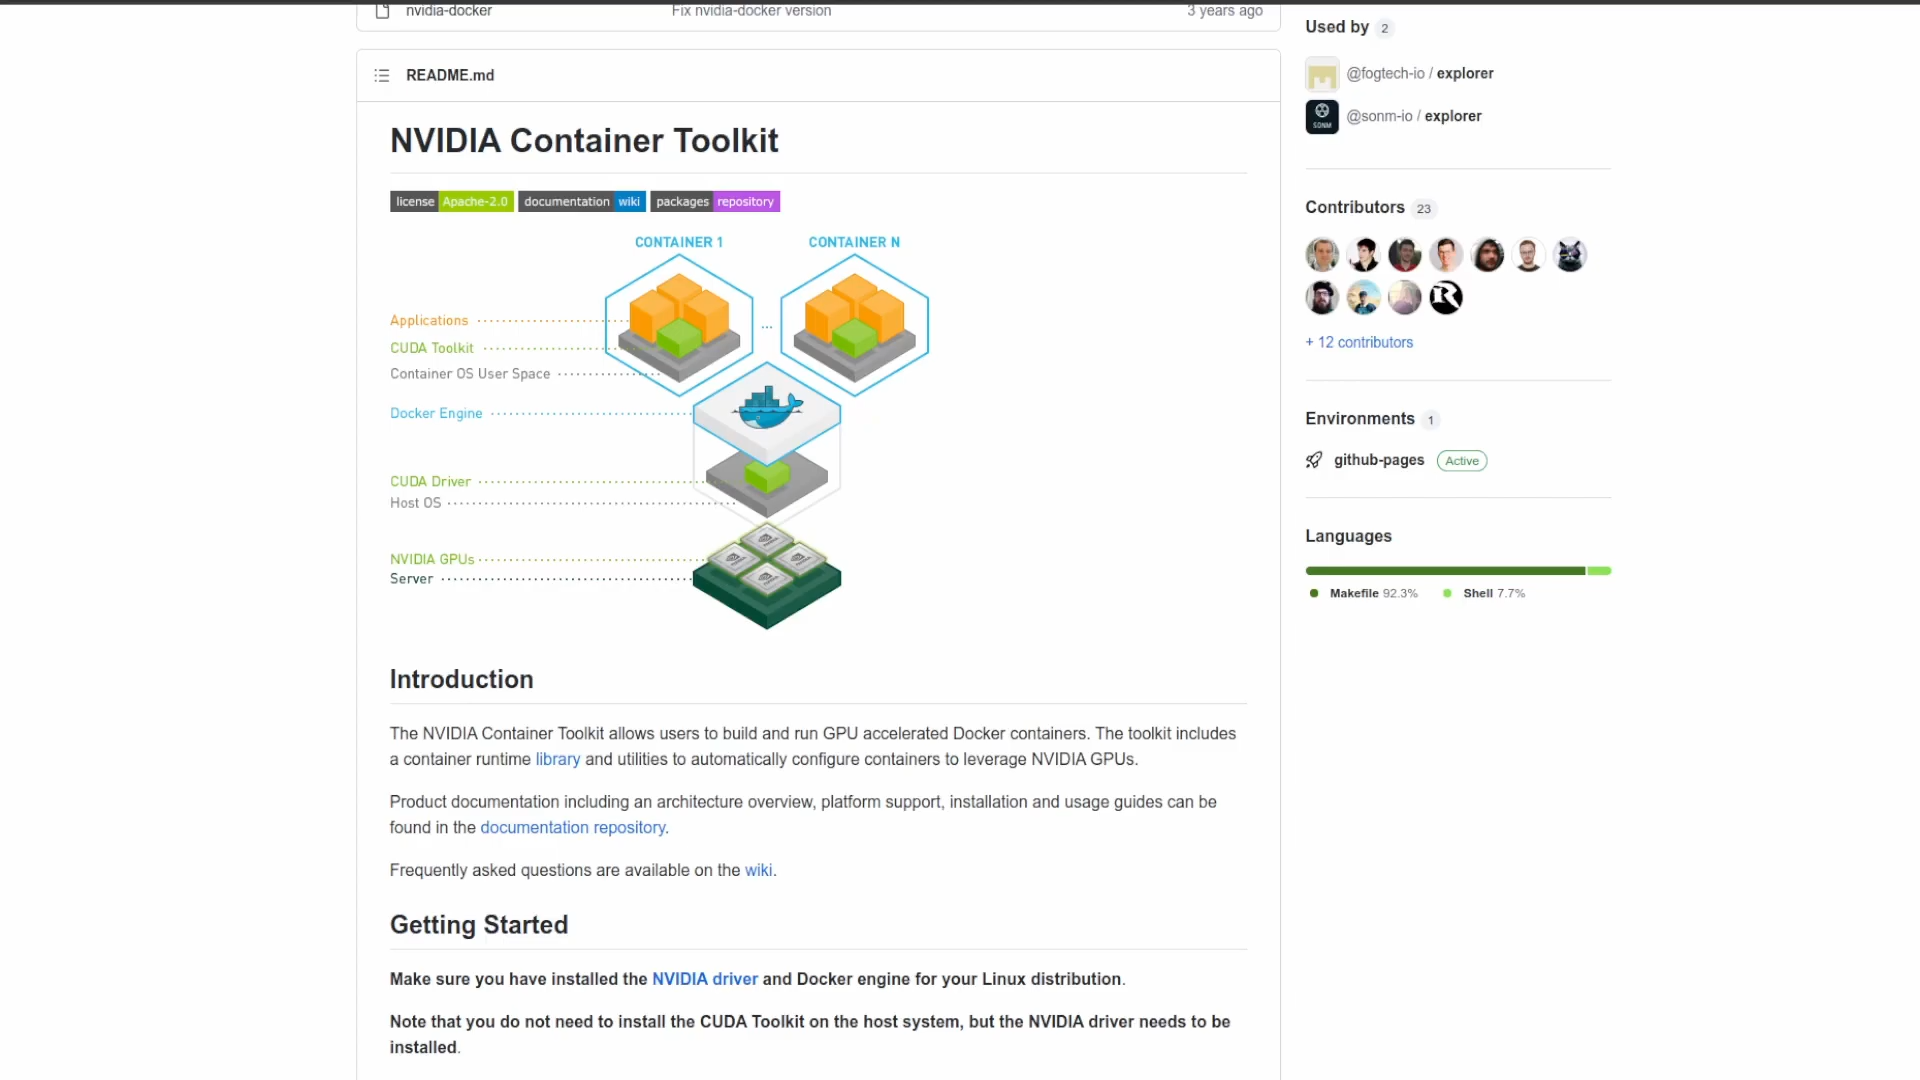 nvidia-docker Fix nvidia-docker version 3 years ago
README.md
NVIDIA Container Toolkit
license Apache-2.0 documentation wiki packages repository
CONTAINER 1 CONTAINER N
...
Applications
CUDA Toolkit
Container OS User Space
Docker Engine
CUDA Driver
Host OS
NVIDIA GPUs
Server
Introduction
The NVIDIA Container Toolkit allows users to build and run GPU accelerated Docker containers. The toolkit includes
a container runtime library and utilities to automatically configure containers to leverage NVIDIA GPUs.
Product documentation including an architecture overview, platform support, installation and usage guides can be
found in the documentation repository.
Frequently asked questions are available on the wiki.
Getting Started
Make sure you have installed the NVIDIA driver and Docker engine for your Linux distribution.
Note that you do not need to install the CUDA Toolkit on the host system, but the NVIDIA driver needs to be
installed.
Used by 2
@fogtech-io / explorer
SONM
@sonm-io / explorer
Contributors 23
R
+ 12 contributors
Environments 1
github-pages Active
Languages
Makefile 92.3% Shell 7.7%